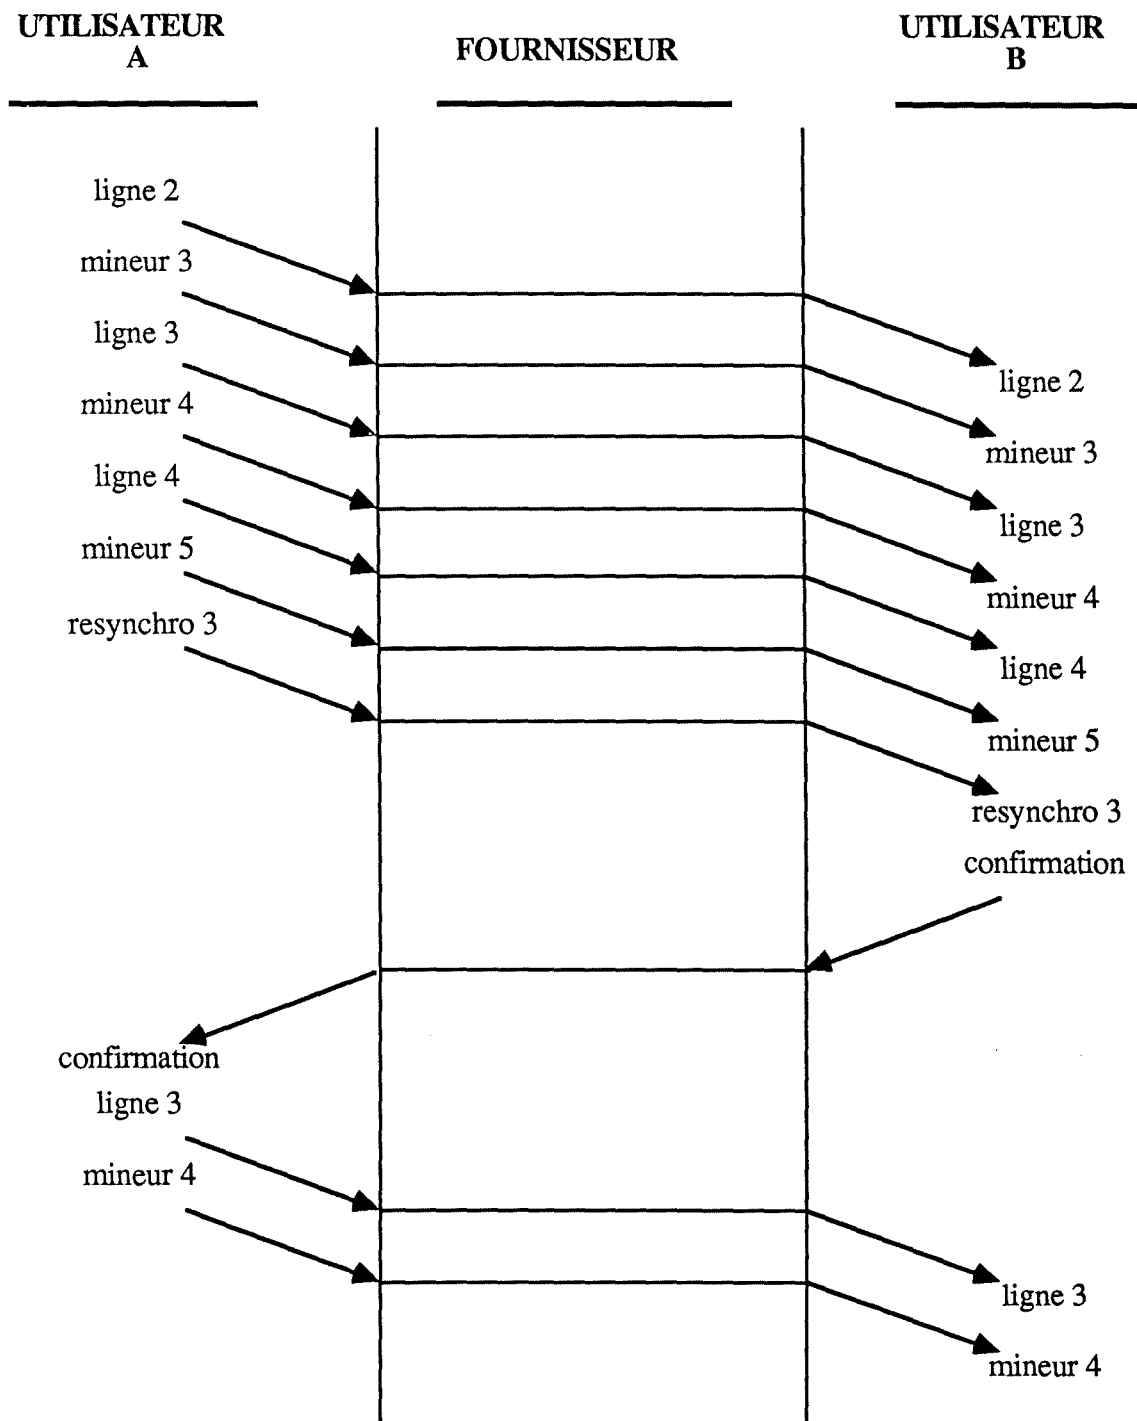 UTILISATEUR
A
FOURNISSEUR
UTILISATEUR
B
ligne 2
mineur 3
ligne 3
ligne 2
mineur 4
mineur 3
ligne 4
ligne 3
mineur 5
mineur 4
resynchro 3
ligne 4
mineur 5
resynchro 3
confirmation
confirmation
ligne 3
mineur 4
ligne 3
mineur 4